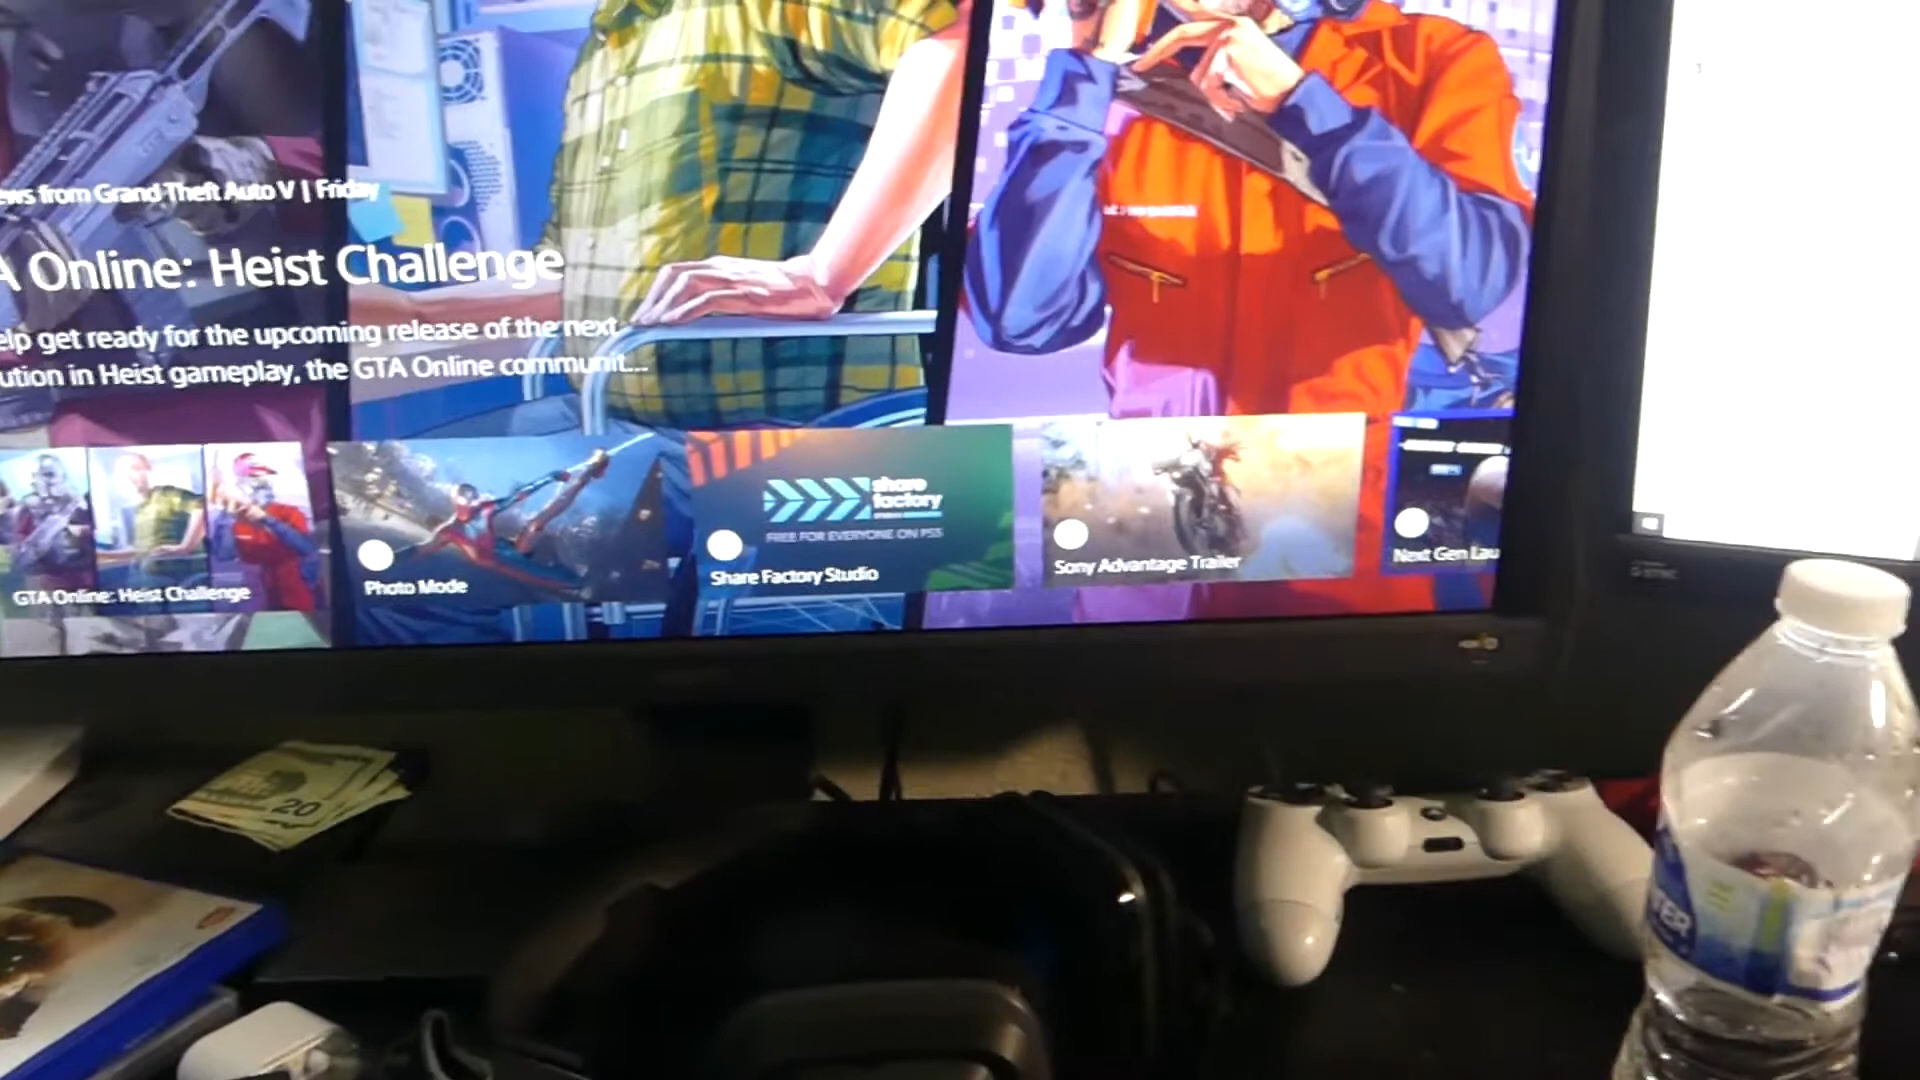 ews from Grand Theft Auto V | Friday
A Online: Heist Challenge
elp get ready for the upcoming release of the next
ution in Heist gameplay, the GTA Online communit...
GTA Online: Heist Challenge
Photo Mode
share
factory
FREE FOR EVERYONE ON PS5
Share Factory Studio
Sony Advantage Trailer
Next Gen Lau
20
TER